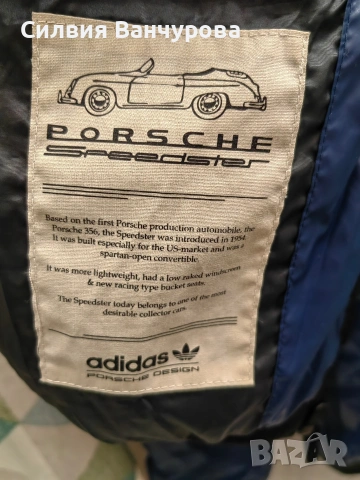 Силвия Ванчурова
PORSCHE
Speedster
Based on the first Porsche production automobile, the
Porsche 356, the Speedster was introduced in 1954.
It was built especially for the US-market and was a
spartan-open convertible.
It was more lightweight, had a low raked windscreen
& new racing type bucket seats.
The Speedster today belongs to one of the most
desirable collector cars.
adidas
PORSCHE DESIGN
BAZAR
bg